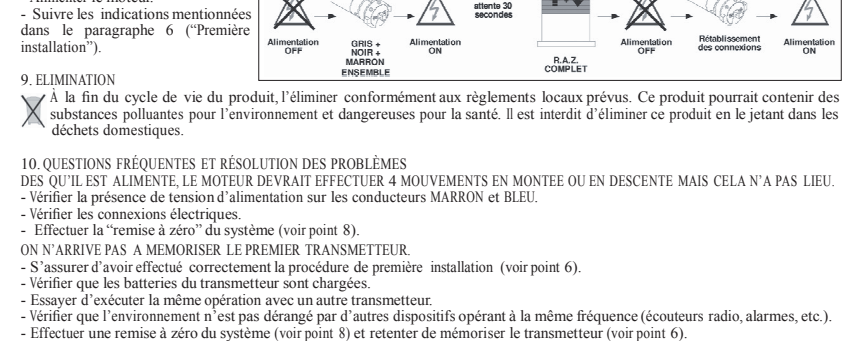 - Alimenter le moteur.
- Suivre les indications mentionnées
dans le paragraphe 6 (“Première
installation”).
attente 30
secondes
Alimentation
OFF
GRIS +
NOIR +
MARRON
ENSEMBLE
Alimentation
ON
R.A.Z.
COMPLET
Alimentation
OFF
Rétablissement
des connexions
Alimentation
ON
9. ELIMINATION
À la fin du cycle de vie du produit, l’éliminer conformément aux règlements locaux prévus. Ce produit pourrait contenir des
substances polluantes pour l’environnement et dangereuses pour la santé. Il est interdit d’éliminer ce produit en le jetant dans les
déchets domestiques.
10. QUESTIONS FRÉQUENTES ET RÉSOLUTION DES PROBLÈMES
DES QU’IL EST ALIMENTE, LE MOTEUR DEVRAIT EFFECTUER 4 MOUVEMENTS EN MONTEE OU EN DESCENTE MAIS CELA N’A PAS LIEU.
- Vérifier la présence de tension d’alimentation sur les conducteurs MARRON et BLEU.
- Vérifier les connexions électriques.
- Effectuer la “remise à zéro” du système (voir point 8).
ON N’ARRIVE PAS A MEMORISER LE PREMIER TRANSMETTEUR.
- S’assurer d’avoir effectué correctement la procédure de première installation (voir point 6).
- Vérifier que les batteries du transmetteur sont chargées.
- Essayer d’exécuter la même opération avec un autre transmetteur.
- Vérifier que l’environnement n’est pas dérangé par d’autres dispositifs opérant à la même fréquence (écouteurs radio, alarmes, etc.).
- Effectuer une remise à zéro du système (voir point 8) et retenter de mémoriser le transmetteur (voir point 6).